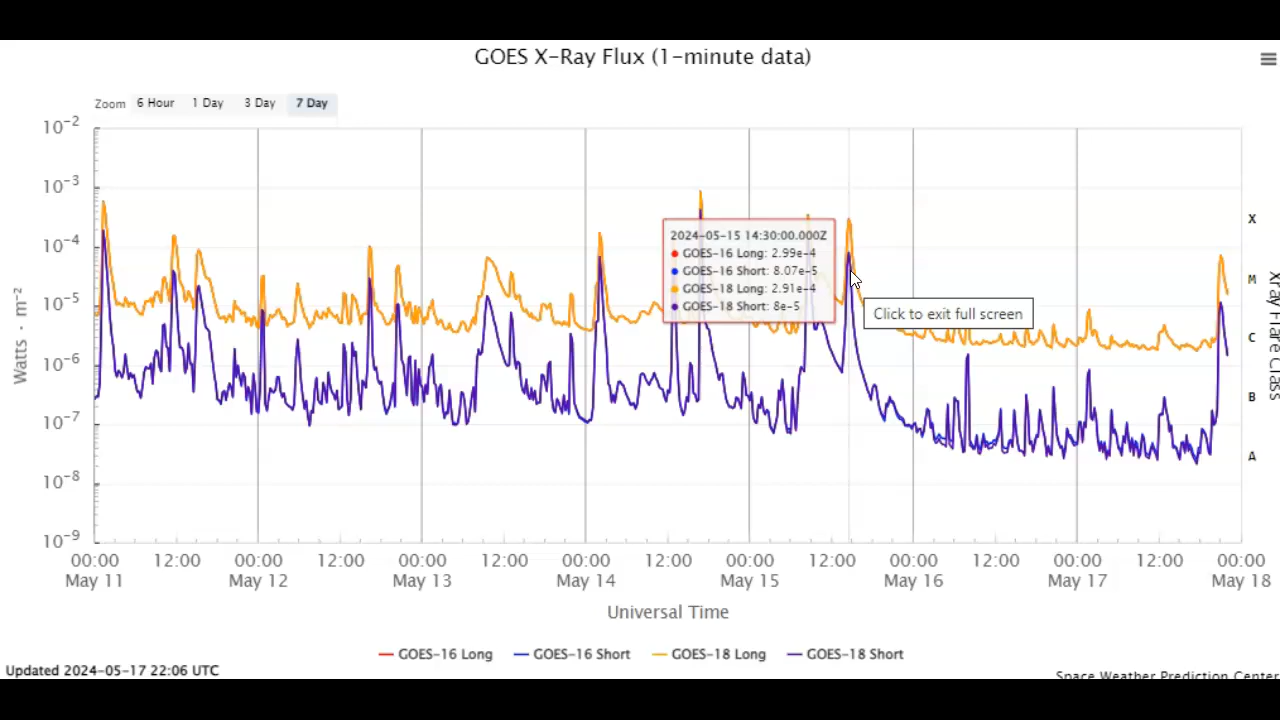 GOES X-Ray Flux (1-minute data)
Zoom 6 Hour 1 Day 3 Day 7 Day
10-2
10-3
10-4
10-5
10-6
10-7
10-8
10-9
Watts · m-2
2024-05-15 14:30:00.000Z
GOES-16 Long: 2.99e-4
GOES-16 Short: 8.07e-5
GOES-18 Long: 2.91e-4
GOES-18 Short: 8e-5
Click to exit full screen
X
M
C
B
A
Xray Flare Class
00:00 12:00 00:00 12:00 00:00 12:00 00:00 12:00 00:00 12:00 00:00 12:00 00:00 12:00 00:00
May 11 May 12 May 13 May 14 May 15 May 16 May 17 May 18
Universal Time
GOES-16 Long GOES-16 Short GOES-18 Long GOES-18 Short
Updated 2024-05-17 22:06 UTC
Space Weather Prediction Center